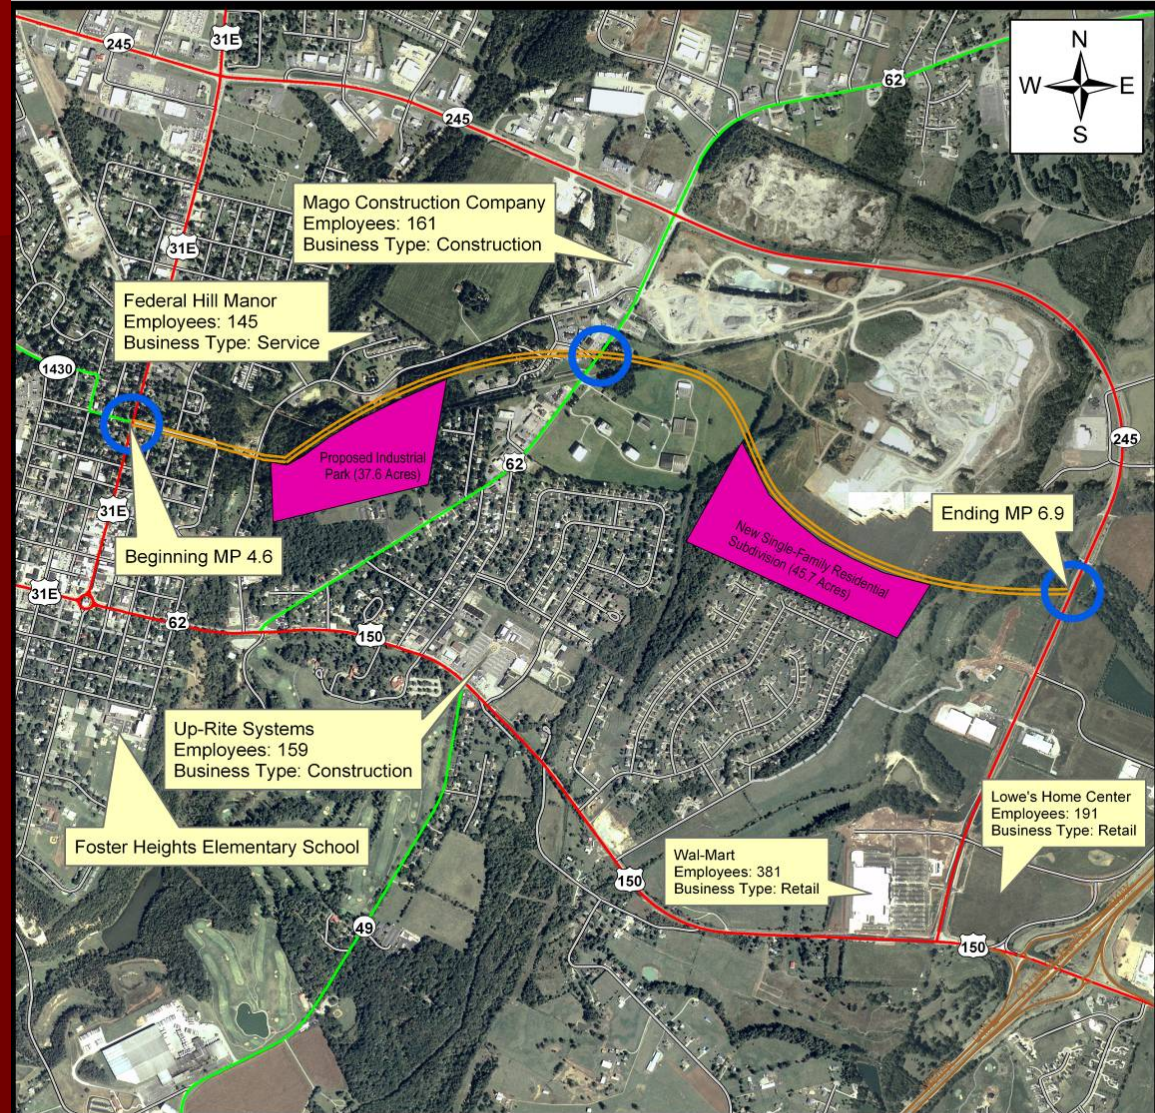 245
31E
62
N
W E
S
245
Mago Construction Company
Employees: 161
Business Type: Construction
31E
Federal Hill Manor
Employees: 145
Business Type: Service
1430
245
Proposed Industrial
Park (37.6 Acres)
62
31E
Ending MP 6.9
New Single-Family Residential
Subdivision (45.7 Acres)
Beginning MP 4.6
31E
62
150
Up-Rite Systems
Employees: 159
Business Type: Construction
Lowe's Home Center
Employees: 191
Business Type: Retail
Foster Heights Elementary School
Wal-Mart
Employees: 381
Business Type: Retail
150
49
150